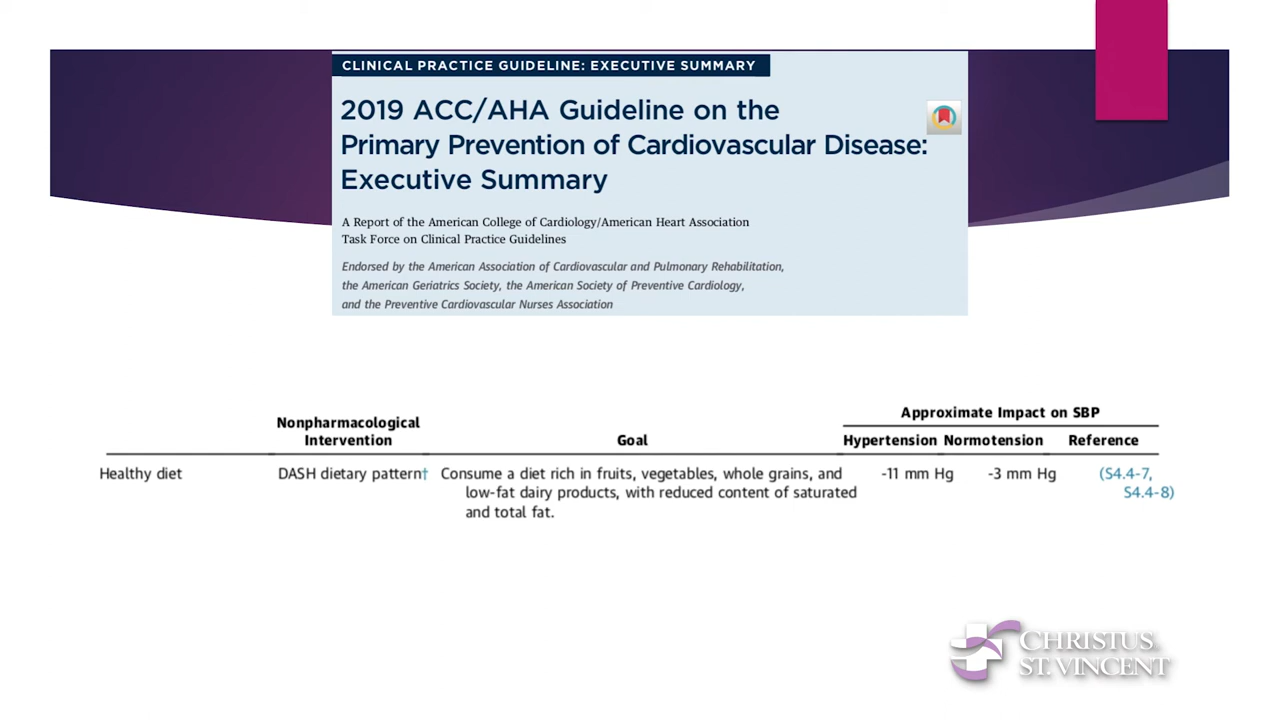 CLINICAL PRACTICE GUIDELINE: EXECUTIVE SUMMARY
2019 ACC/AHA Guideline on the
Primary Prevention of Cardiovascular Disease:
Executive Summary
A Report of the American College of Cardiology/American Heart Association
Task Force on Clinical Practice Guidelines
Endorsed by the American Association of Cardiovascular and Pulmonary Rehabilitation,
the American Geriatrics Society, the American Society of Preventive Cardiology,
and the Preventive Cardiovascular Nurses Association
Approximate Impact on SBP
Nonpharmacological
Intervention Goal Hypertension Normotension Reference
Healthy diet DASH dietary pattern† Consume a diet rich in fruits, vegetables, whole grains, and -11 mm Hg -3 mm Hg (S4.4-7,
low-fat dairy products, with reduced content of saturated S4.4-8)
and total fat.
CHRISTUS
ST. VINCENT